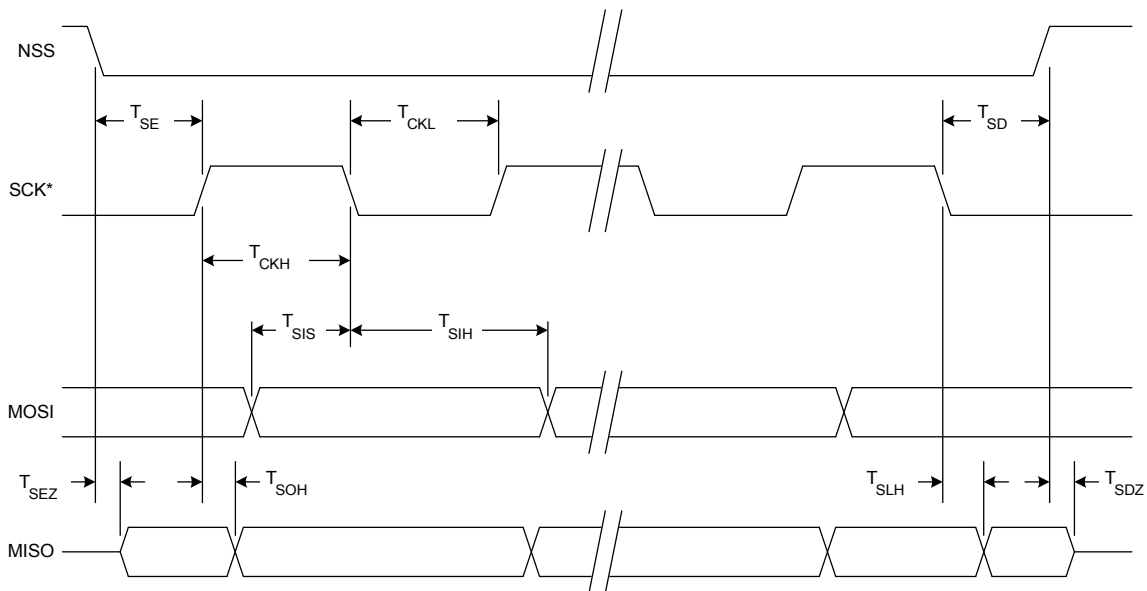 NSS
T_SE
T_CKL
T_SD
SCK*
T_CKH
T_SIS
T_SIH
MOSI
T_SEZ
T_SOH
T_SLH
T_SDZ
MISO